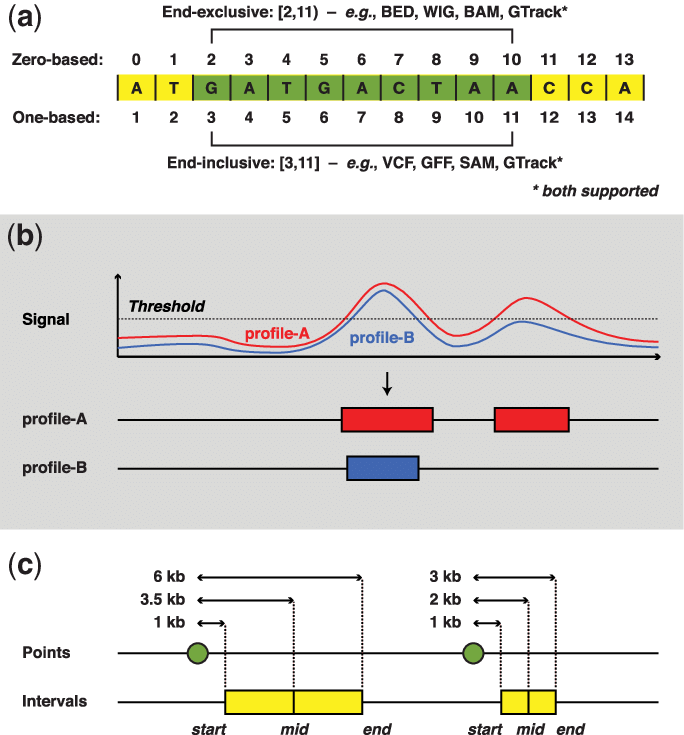 (a)
End-exclusive: [2,11) – e.g., BED, WIG, BAM, GTrack*
Zero-based: 0 1 2 3 4 5 6 7 8 9 10 11 12 13
A T G A T G A C T A A C C A
One-based: 1 2 3 4 5 6 7 8 9 10 11 12 13 14
End-inclusive: [3,11] – e.g., VCF, GFF, SAM, GTrack*
* both supported
(b)
Threshold
Signal
profile-A
profile-B
profile-A
profile-B
(c)
6 kb 3 kb
3.5 kb 2 kb
1 kb 1 kb
Points
Intervals
start mid end start mid end